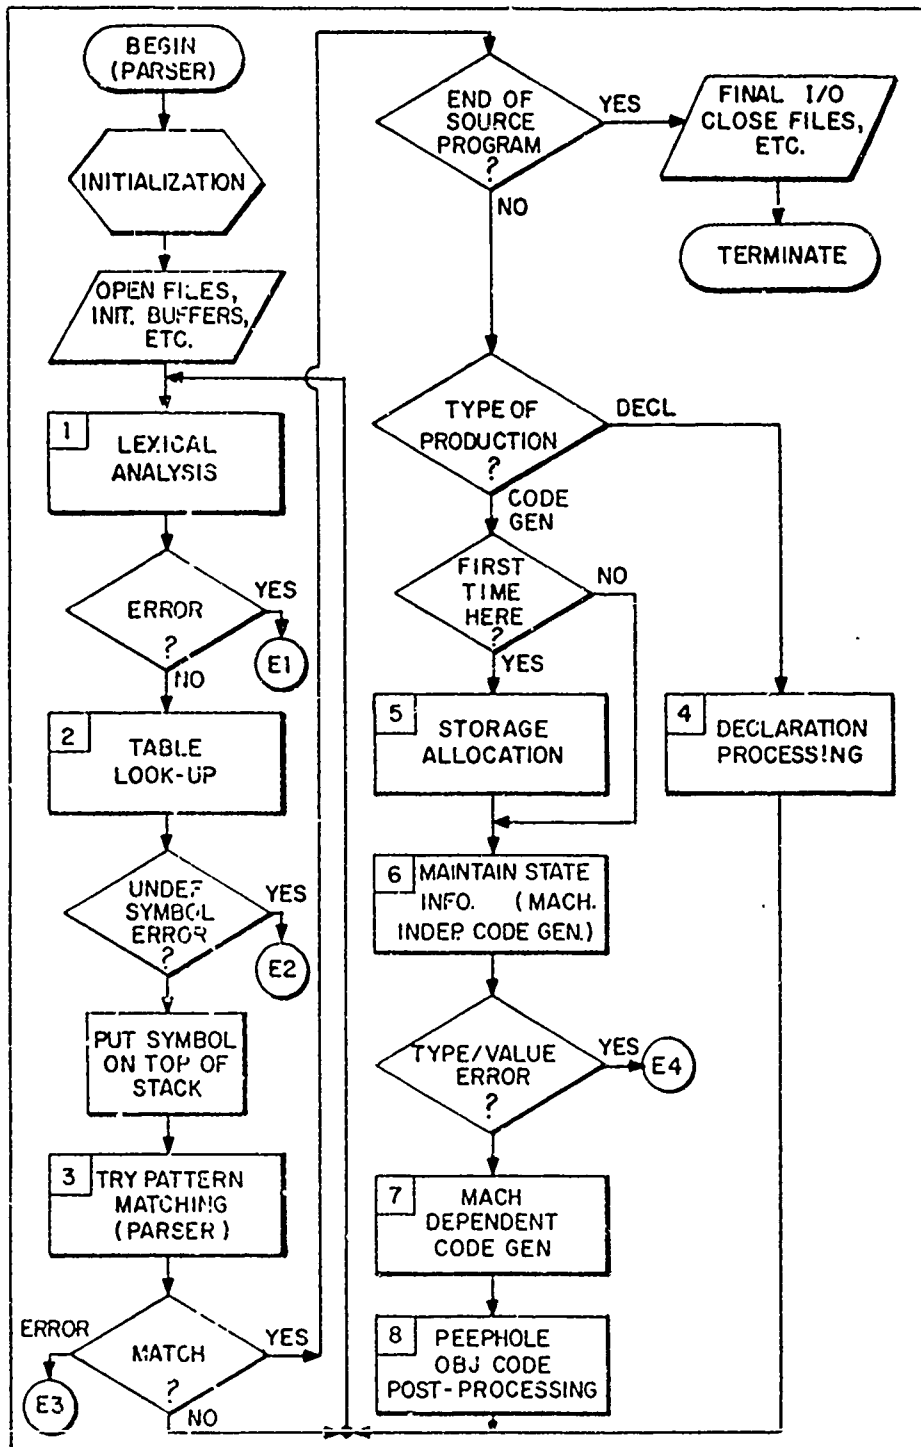 BEGIN
(PARSER)
INITIALIZATION
OPEN FILES,
INIT. BUFFERS,
ETC.
1
LEXICAL
ANALYSIS
ERROR
?
YES
E1
NO
2
TABLE
LOOK-UP
UNDEF
SYMBOL
ERROR
?
YES
E2
PUT SYMBOL
ON TOP OF
STACK
3
TRY PATTERN
MATCHING
(PARSER)
ERROR
MATCH
?
YES
E3
NO
END OF
SOURCE
PROGRAM
?
YES
NO
FINAL I/O
CLOSE FILES,
ETC.
TERMINATE
TYPE OF
PRODUCTION
?
DECL
CODE
GEN
FIRST
TIME
HERE
?
NO
YES
5
STORAGE
ALLOCATION
4
DECLARATION
PROCESSING
6
MAINTAIN STATE
INFO. (MACH.
INDEP. CODE GEN.)
TYPE/VALUE
ERROR
?
YES
E4
7
MACH
DEPENDENT
CODE GEN
8
PEEPHOLE
OBJ CODE
POST-PROCESSING